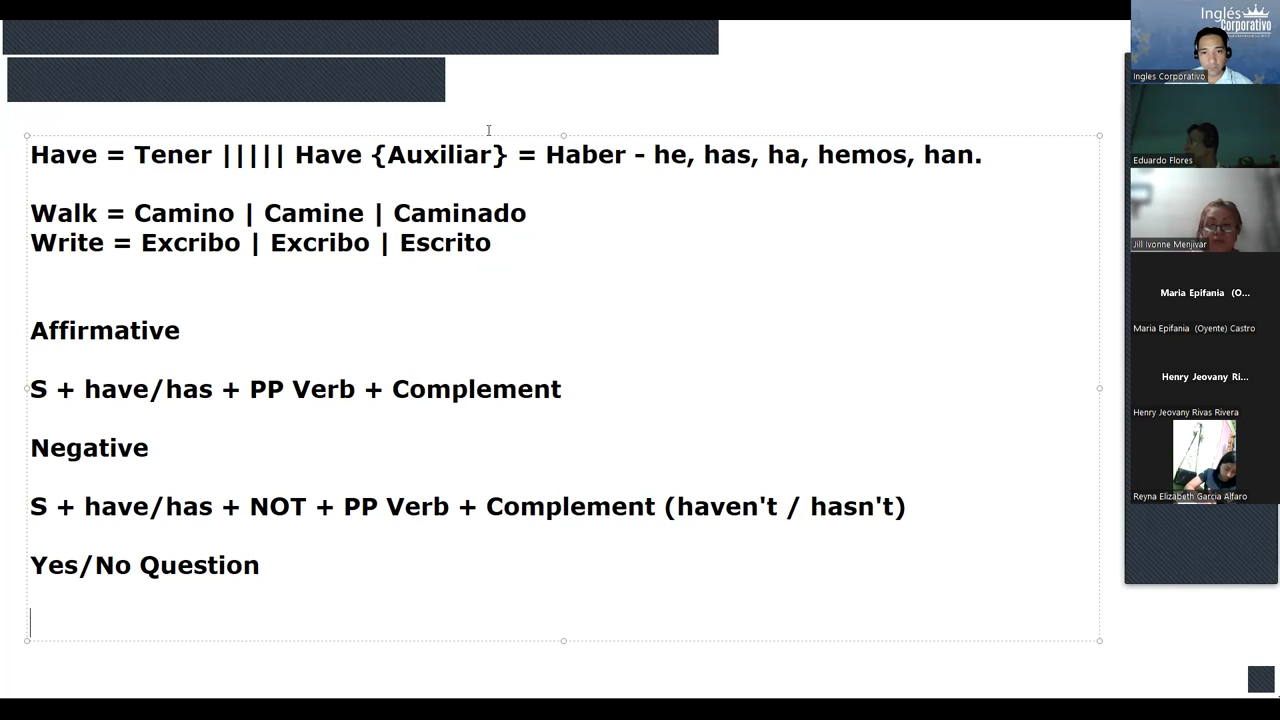 Have = Tener ||||| Have {Auxiliar} = Haber - he, has, ha, hemos, han.
Walk = Camino | Camine | Caminado
Write = Excribo | Excribo | Escrito
Affirmative
S + have/has + PP Verb + Complement
Negative
S + have/has + NOT + PP Verb + Complement (haven't / hasn't)
Yes/No Question
Inglés
Corporativo
Ingles Corporativo
Eduardo Flores
Jill Ivonne Menjivar
Maria Epifania (O...
Maria Epifania (Oyente) Castro
Henry Jeovany Ri...
Henry Jeovany Rivas Rivera
Reyna Elizabeth Garcia Alfaro